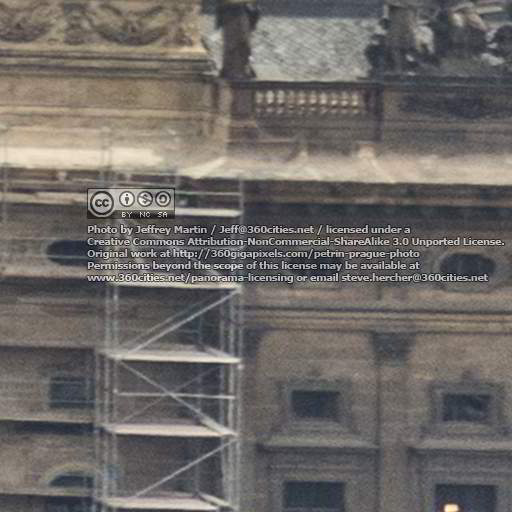 cc BY NC SA
Photo by Jeffrey Martin / Jeff@360cities.net / licensed under a
Creative Commons Attribution-NonCommercial-ShareAlike 3.0 Unported License.
Original work at http://360gigapixels.com/petrin-prague-photo
Permissions beyond the scope of this license may be available at
www.360cities.net/panorama-licensing or email steve.hercher@360cities.net